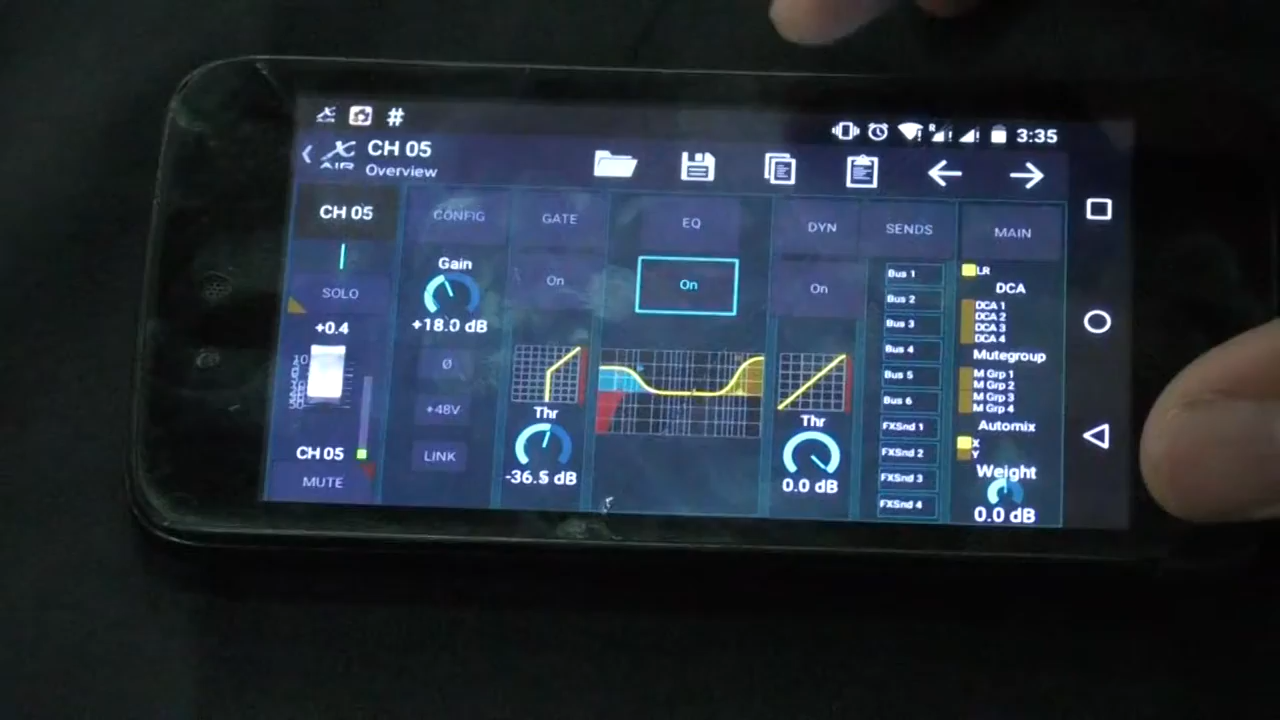 #
3:35
X AIR
CH 05
Overview
CH 05
CONFIG
GATE
EQ
DYN
SENDS
MAIN
SOLO
+0.4
10
CH 05
MUTE
Gain
+18.0 dB
Ø
+48V
LINK
On
Thr
-36.5 dB
On
On
Thr
0.0 dB
Bus 1
Bus 2
Bus 3
Bus 4
Bus 5
Bus 6
FXSnd 1
FXSnd 2
FXSnd 3
FXSnd 4
LR
DCA
DCA 1
DCA 2
DCA 3
DCA 4
Mutegroup
M Grp 1
M Grp 2
M Grp 3
M Grp 4
Automix
X
Y
Weight
0.0 dB